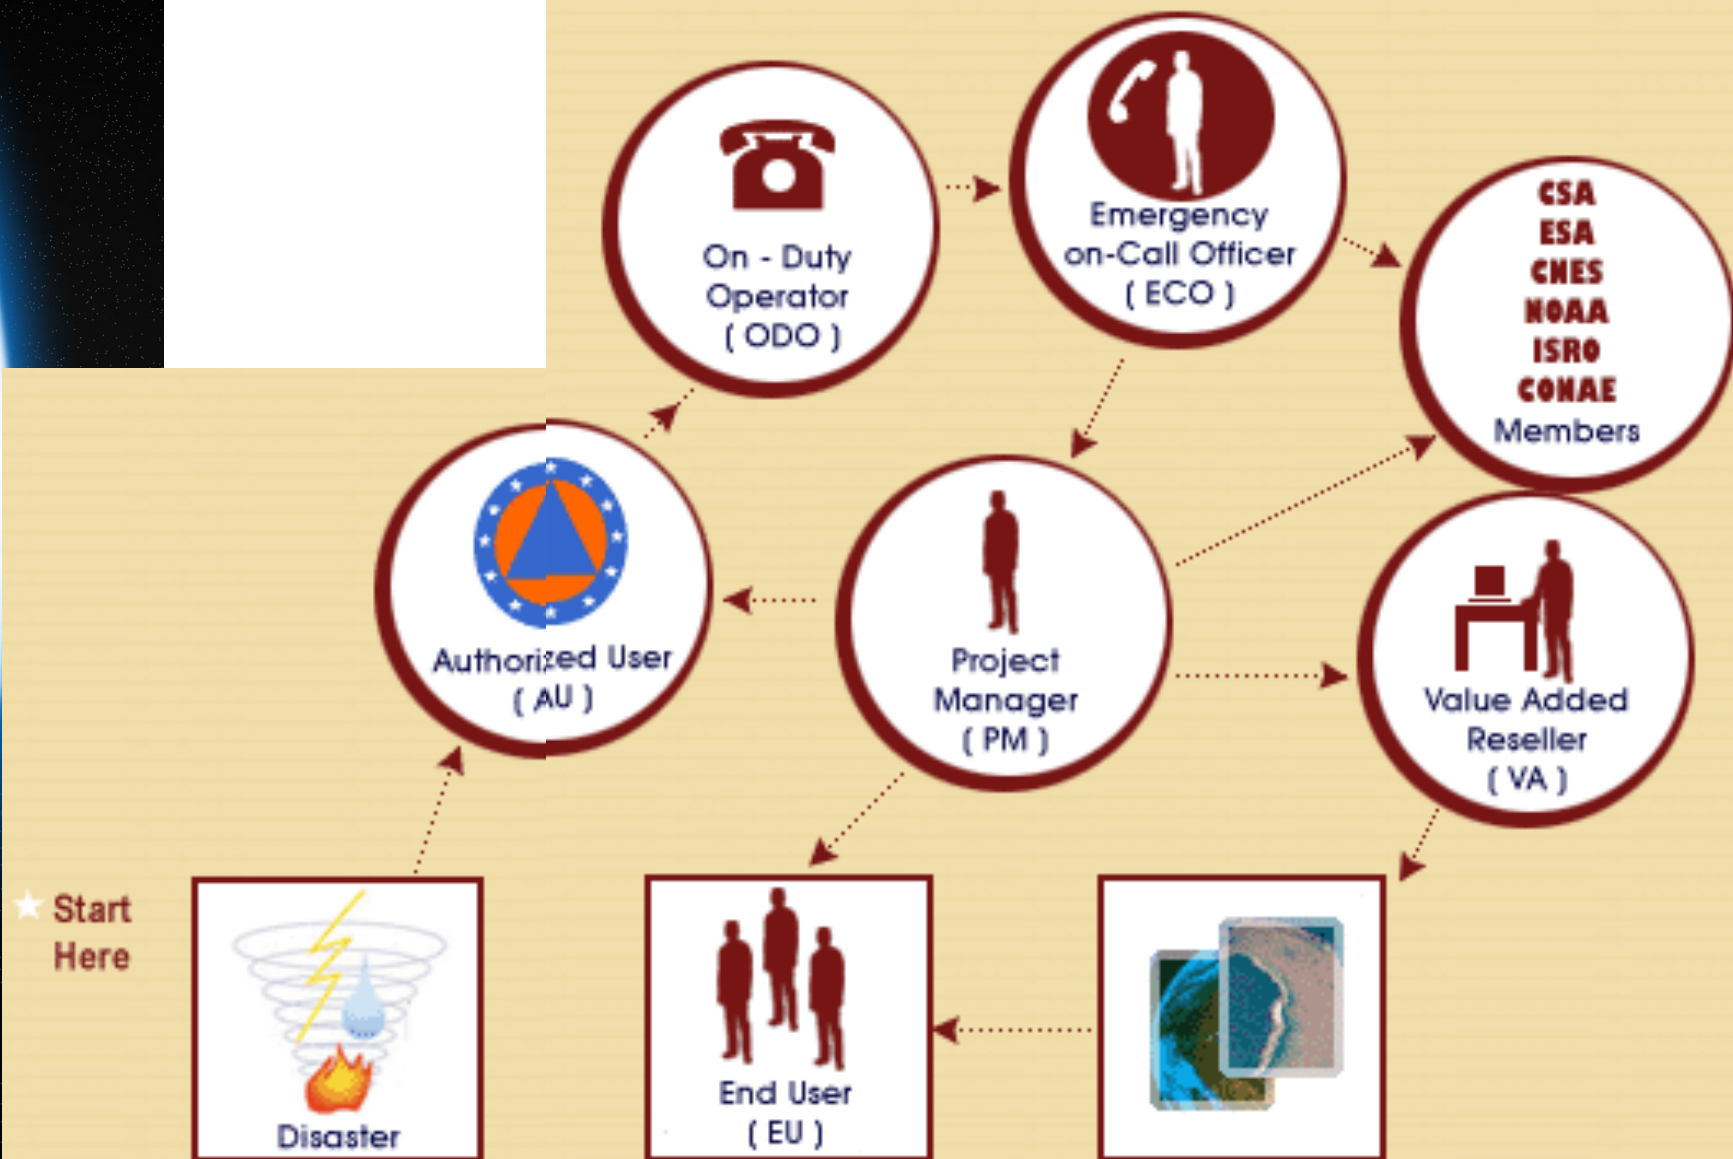 On - Duty
Operator
( ODO )
Emergency
on-Call Officer
( ECO )
CSA
ESA
CNES
NOAA
ISRO
CONAE
Members
Authorized User
( AU )
Project
Manager
( PM )
Value Added
Reseller
( VA )
Start
Here
Disaster
End User
( EU )